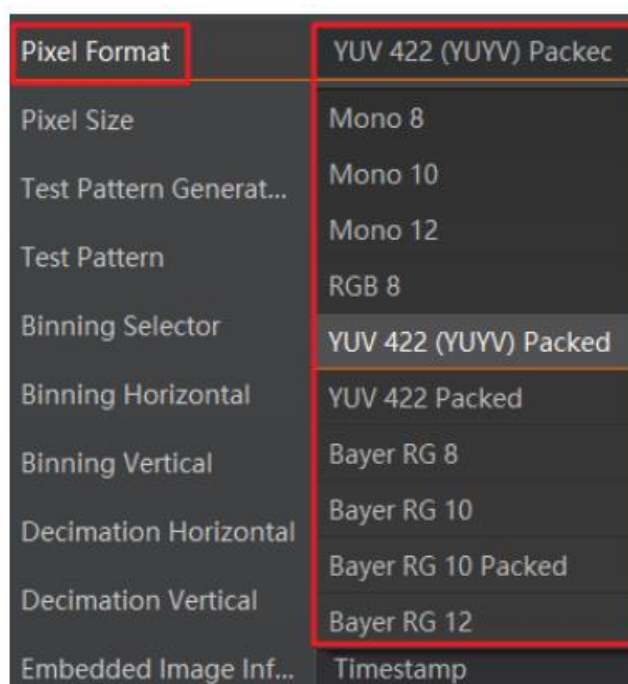 Pixel Format
YUV 422 (YUYV) Packec
Pixel Size
Mono 8
Test Pattern Generat...
Mono 10
Mono 12
Test Pattern
RGB 8
Binning Selector
YUV 422 (YUYV) Packed
Binning Horizontal
YUV 422 Packed
Binning Vertical
Bayer RG 8
Decimation Horizontal
Bayer RG 10
Bayer RG 10 Packed
Decimation Vertical
Bayer RG 12
Embedded Image Inf...
Timestamp